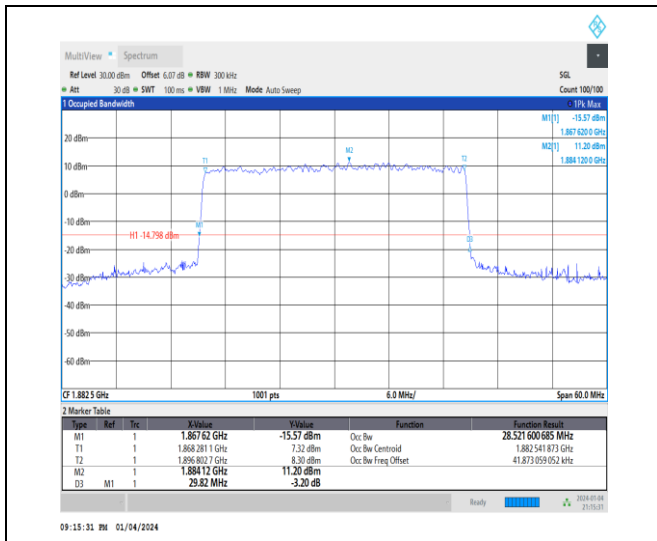 MultiView Spectrum
Ref Level 30.00 dBm Offset 6.07 dB RBW 300 kHz SGL
Att 30 dB SWT 100 ms VBW 1 MHz Mode Auto Sweep Count 100/100
1 Occupied Bandwidth 1Pk Max
M1[1] -15.57 dBm
1.867 620 0 GHz
M2[1] 11.20 dBm
1.884 120 0 GHz
20 dBm
M2
T1 T2
10 dBm
0 dBm
-10 dBm
M1
H1 -14.798 dBm
D3
-20 dBm
-30 dBm
-40 dBm
-50 dBm
-60 dBm
CF 1.882 5 GHz 1001 pts 6.0 MHz/ Span 60.0 MHz
2 Marker Table
Type Ref Trc X-Value Y-Value Function Function Result
M1 1 1.867 62 GHz -15.57 dBm Occ Bw 28.521 600 685 MHz
T1 1 1.868 281 1 GHz 7.32 dBm Occ Bw Centroid 1.882 541 873 GHz
T2 1 1.896 802 7 GHz 8.30 dBm Occ Bw Freq Offset 41.873 059 052 kHz
M2 1 1.884 12 GHz 11.20 dBm
D3 M1 1 29.82 MHz -3.20 dB
Ready 2024-01-04
21:15:31
09:15:31 PM 01/04/2024